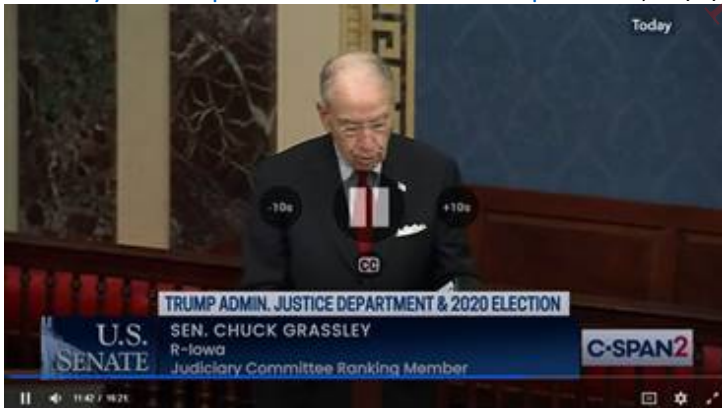 Today
-10s
+10s
CC
TRUMP ADMIN. JUSTICE DEPARTMENT & 2020 ELECTION
U.S.
SENATE
SEN. CHUCK GRASSLEY
R-Iowa
Judiciary Committee Ranking Member
C-SPAN2
11:42 / 16:21